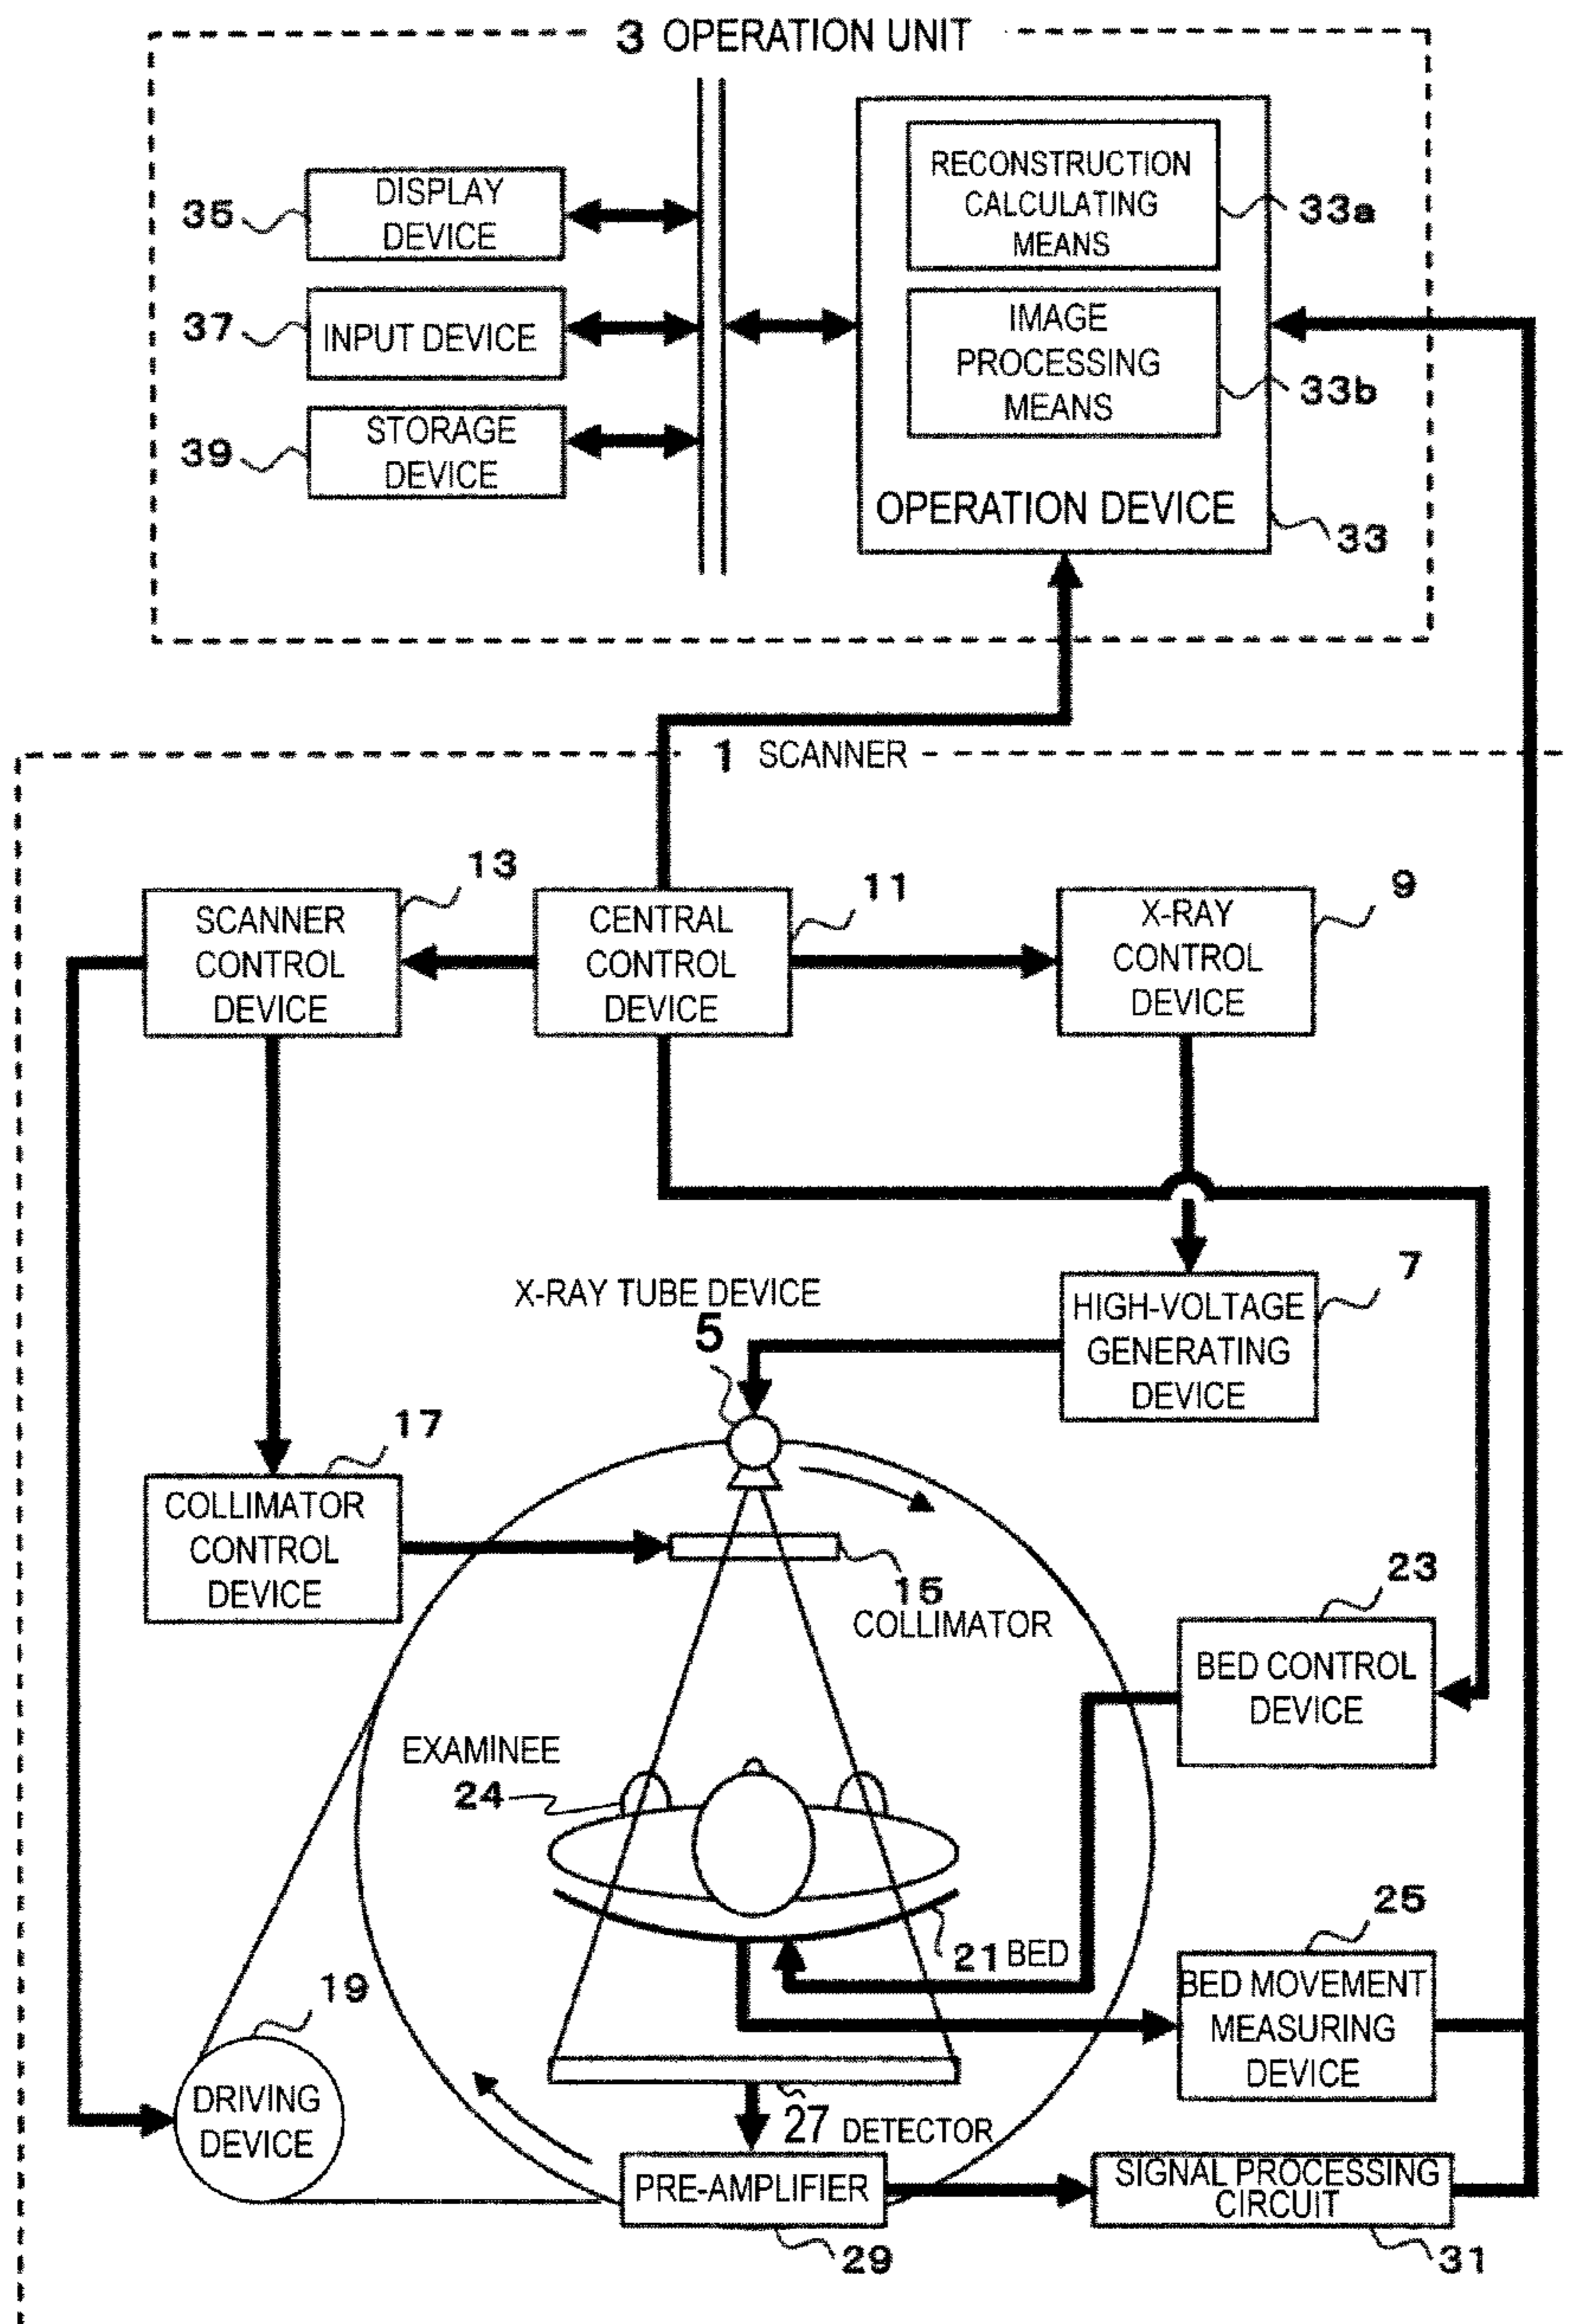 3 OPERATION UNIT
RECONSTRUCTION
CALCULATING
MEANS
33a
DISPLAY
DEVICE
35
INPUT DEVICE
37
IMAGE
PROCESSING
MEANS
33b
STORAGE
DEVICE
39
OPERATION DEVICE
33
1 SCANNER
13
SCANNER
CONTROL
DEVICE
11
CENTRAL
CONTROL
DEVICE
9
X-RAY
CONTROL
DEVICE
X-RAY TUBE DEVICE
5
7
HIGH-VOLTAGE
GENERATING
DEVICE
17
COLLIMATOR
CONTROL
DEVICE
15
COLLIMATOR
23
BED CONTROL
DEVICE
EXAMINEE
24
21 BED
25
BED MOVEMENT
MEASURING
DEVICE
19
DRIVING
DEVICE
27 DETECTOR
PRE-AMPLIFIER
29
SIGNAL PROCESSING
CIRCUIT
31